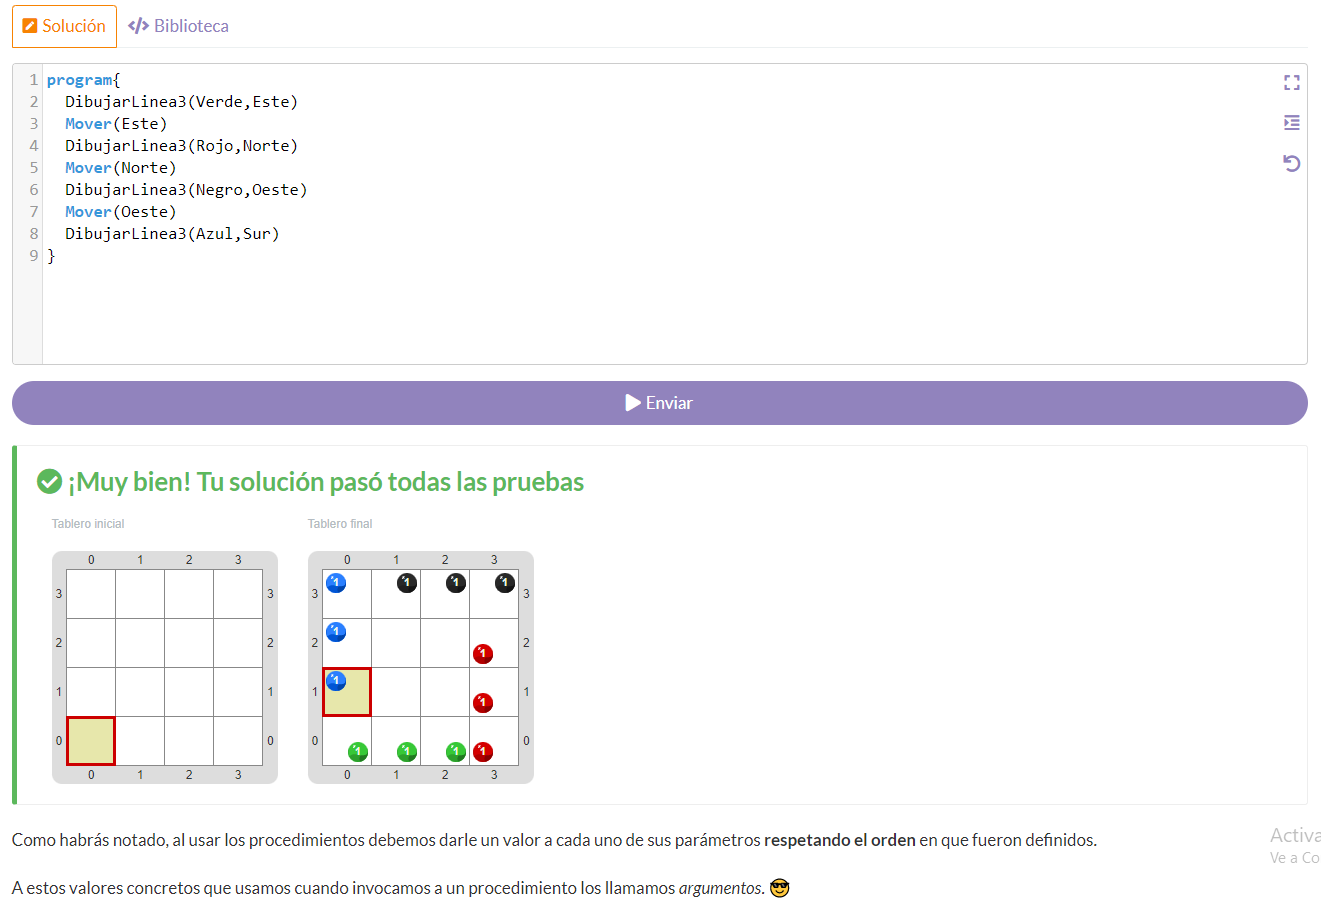 Solución Biblioteca
1 program{
2 DibujarLinea3(Verde,Este)
3 Mover(Este)
4 DibujarLinea3(Rojo,Norte)
5 Mover(Norte)
6 DibujarLinea3(Negro,Oeste)
7 Mover(Oeste)
8 DibujarLinea3(Azul,Sur)
9 }
Enviar
¡Muy bien! Tu solución pasó todas las pruebas
Tablero inicial Tablero final
0 1 2 3 0 1 2 3
3 3 3 1 1 1 1 3
2 2 2 1 1 2
1 1 1 1 1 1
0 0 0 1 1 1 1 0
0 1 2 3 0 1 2 3
Como habrás notado, al usar los procedimientos debemos darle un valor a cada uno de sus parámetros respetando el orden en que fueron definidos.
Activa
Ve a Co
A estos valores concretos que usamos cuando invocamos a un procedimiento los llamamos argumentos. 😎